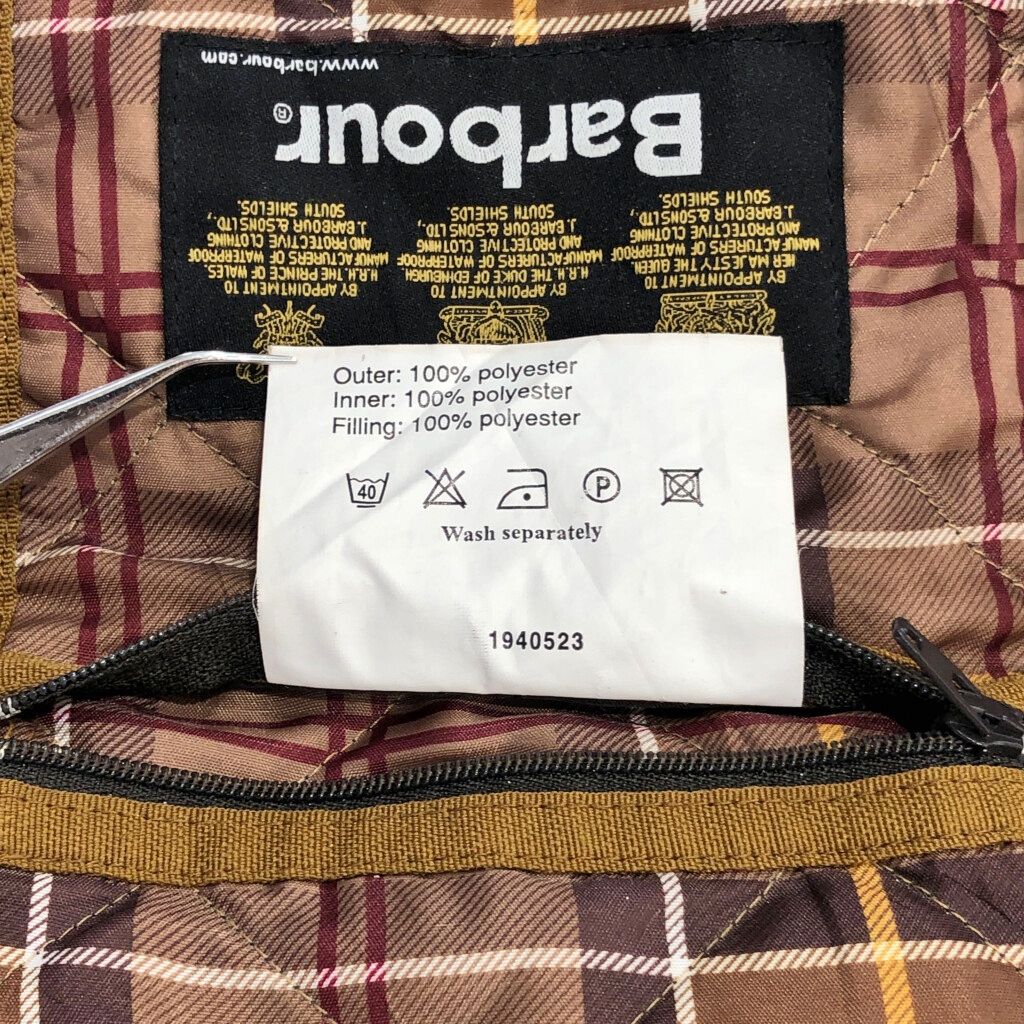 www.barbour.com
Barbour®
BY APPOINTMENT TO
HER MAJESTY THE QUEEN
MANUFACTURERS OF WATERPROOF
AND PROTECTIVE CLOTHING
J. BARBOUR & SONS LTD.,
SOUTH SHIELDS.
BY APPOINTMENT TO
H.R.H. THE DUKE OF EDINBURGH
MANUFACTURERS OF WATERPROOF
AND PROTECTIVE CLOTHING
J. BARBOUR & SONS LTD.,
SOUTH SHIELDS.
BY APPOINTMENT TO
H.R.H. THE PRINCE OF WALES
MANUFACTURERS OF WATERPROOF
AND PROTECTIVE CLOTHING
J. BARBOUR & SONS LTD.,
SOUTH SHIELDS.
Outer: 100% polyester
Inner: 100% polyester
Filling: 100% polyester
40
P
Wash separately
1940523